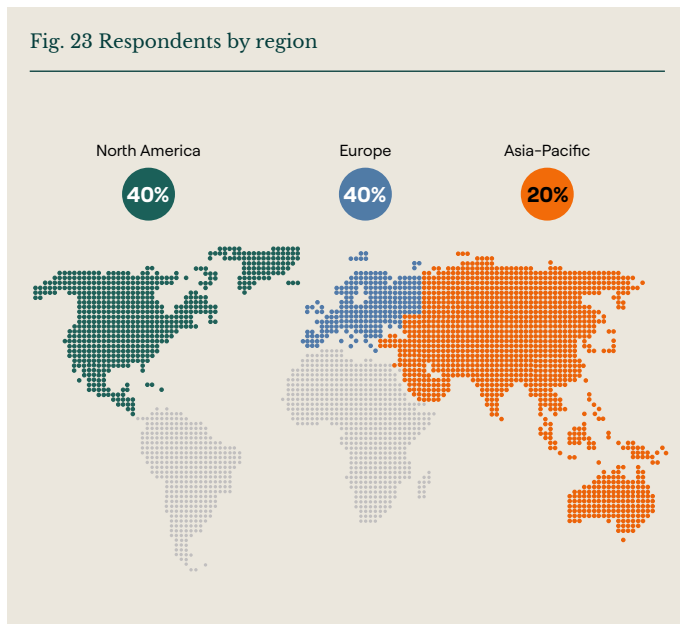 Fig. 23 Respondents by region
North America
Europe
Asia-Pacific
40%
40%
20%